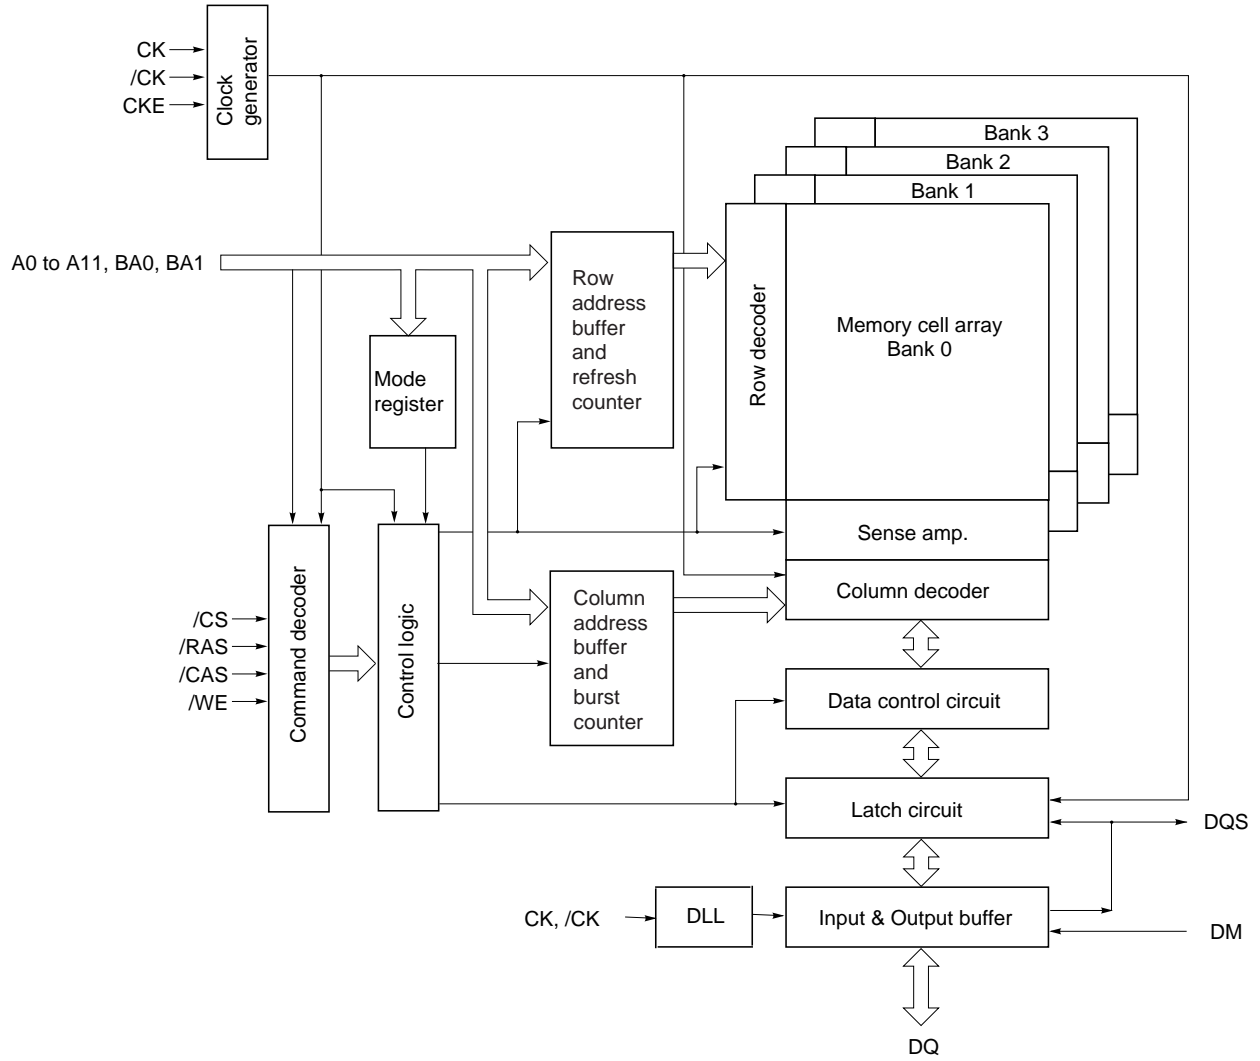 CK
/CK
CKE
Clock
generator
Bank 3
Bank 2
Bank 1
A0 to A11, BA0, BA1
Row
address
buffer
and
refresh
counter
Row decoder
Memory cell array
Bank 0
Mode
register
Sense amp.
Column decoder
Command decoder
Control logic
Column
address
buffer
and
burst
counter
/CS
/RAS
/CAS
/WE
Data control circuit
Latch circuit
DQS
CK, /CK
DLL
Input & Output buffer
DM
DQ